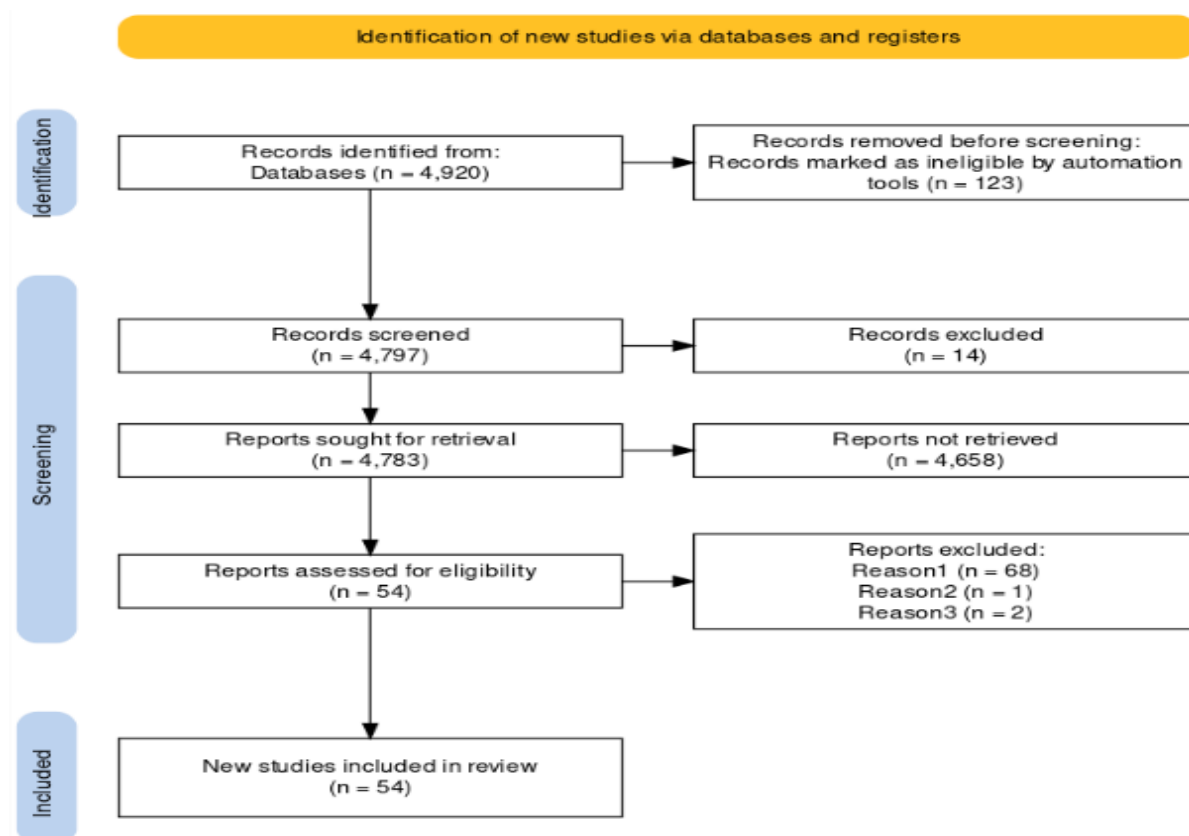 Identification of new studies via databases and registers
Identification
Records identified from:
Databases (n = 4,920)
Records removed before screening:
Records marked as ineligible by automation
tools (n = 123)
Screening
Records screened
(n = 4,797)
Records excluded
(n = 14)
Reports sought for retrieval
(n = 4,783)
Reports not retrieved
(n = 4,658)
Reports assessed for eligibility
(n = 54)
Reports excluded:
Reason1 (n = 68)
Reason2 (n = 1)
Reason3 (n = 2)
Included
New studies included in review
(n = 54)